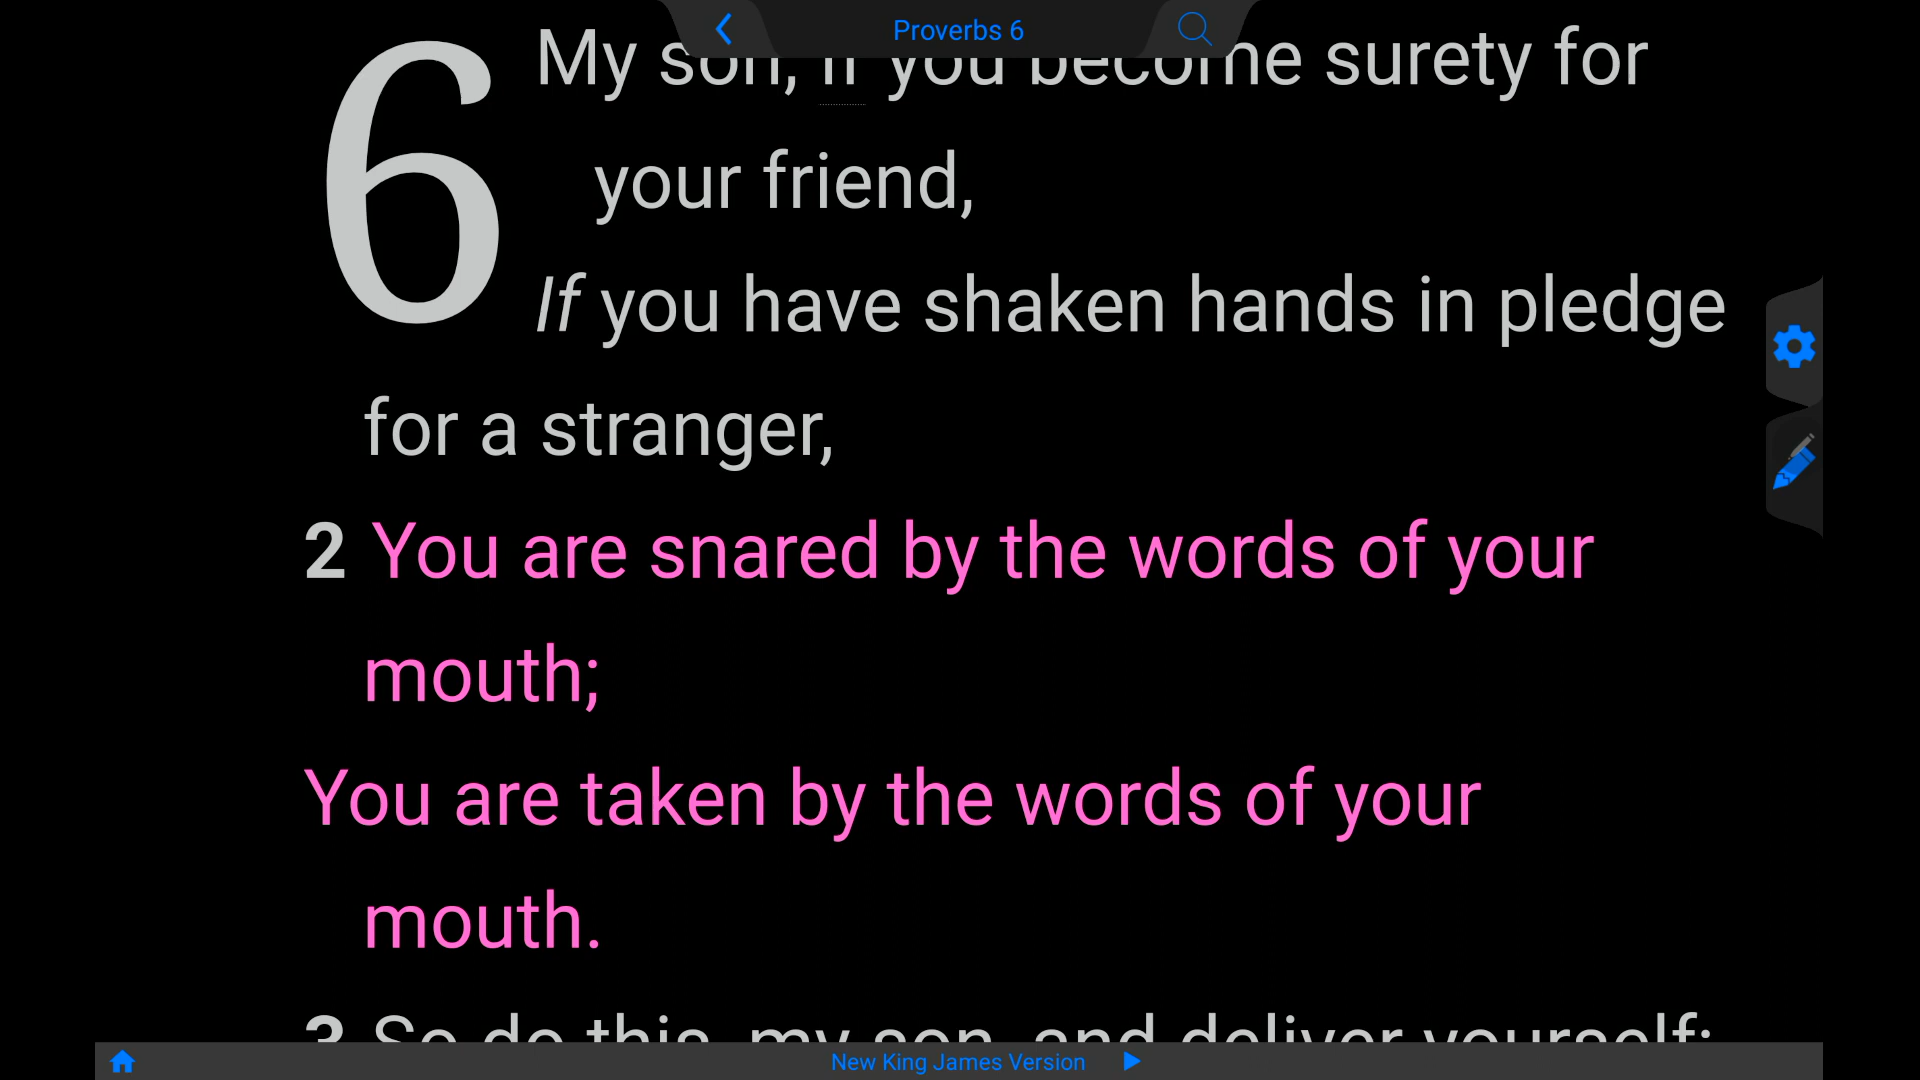 Proverbs 6
6 My son, if you become surety for
your friend,
If you have shaken hands in pledge
for a stranger,
2 You are snared by the words of your
mouth;
You are taken by the words of your
mouth.
3 So do this, my son, and deliver yourself;
New King James Version